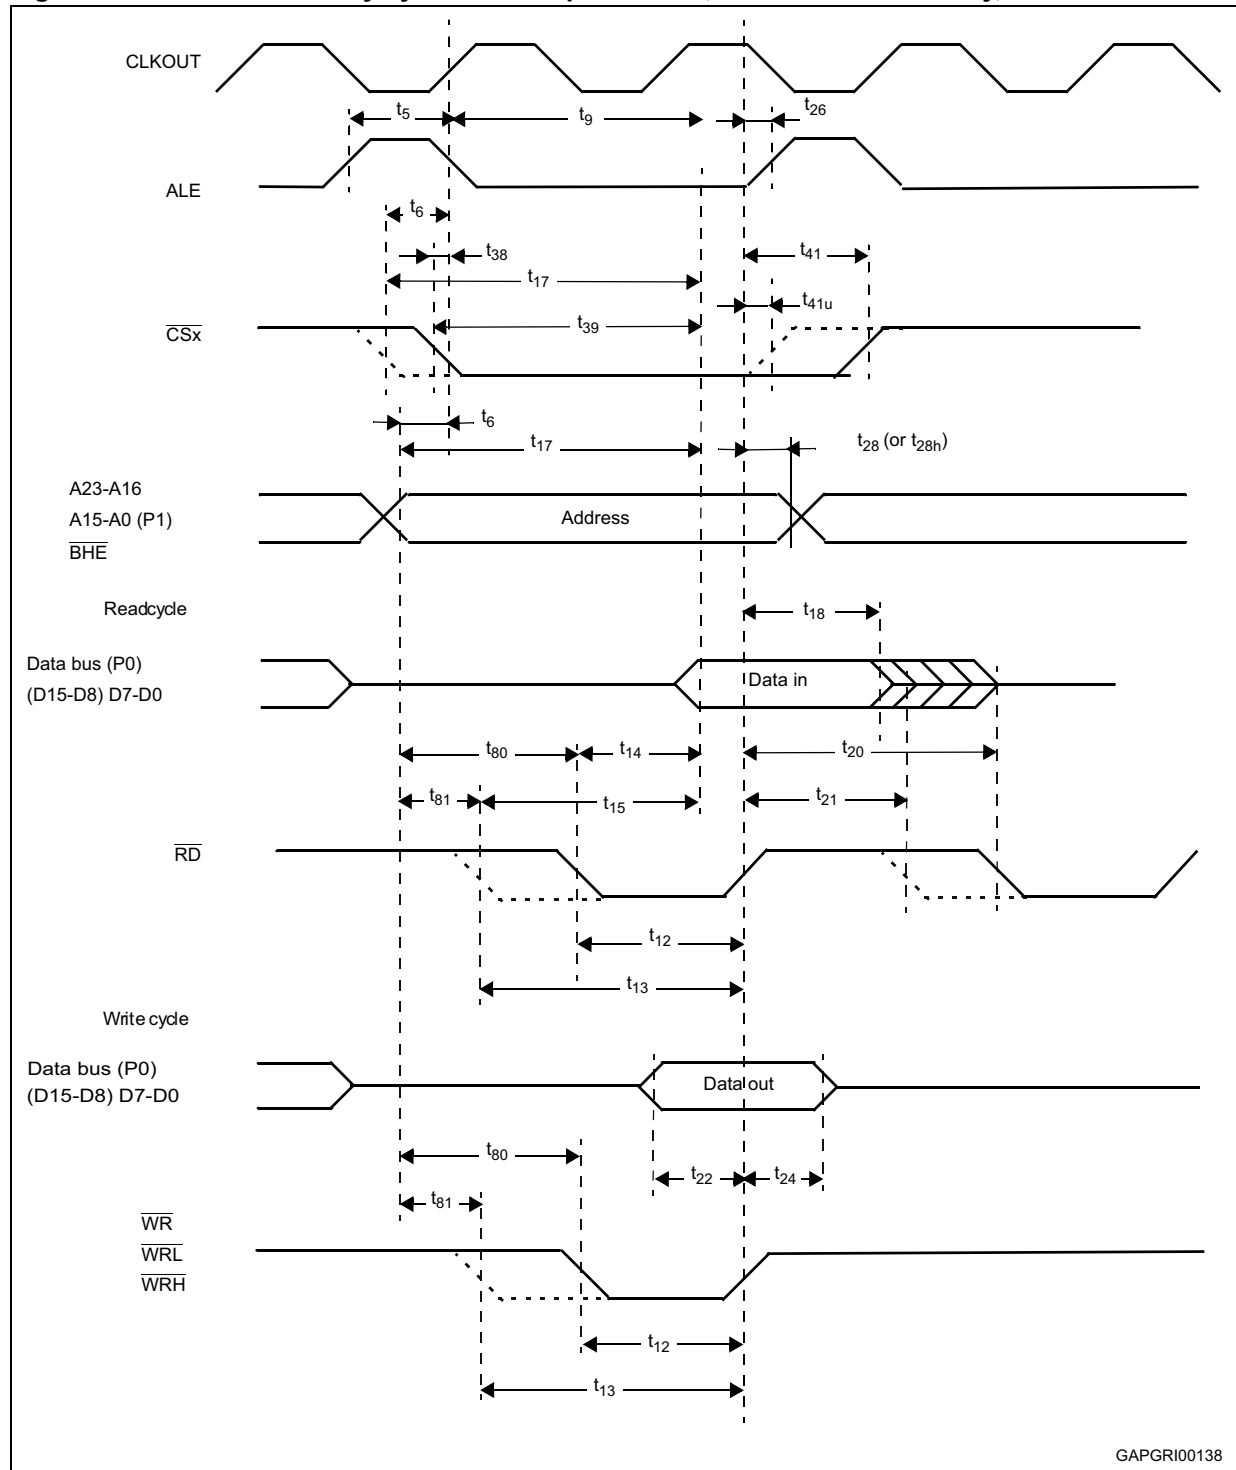 CLKOUT
t5
t9
t26
ALE
t6
t38
t41
t17
t41u
CSx
t39
t6
t17
t28 (or t28h)
A23-A16
A15-A0 (P1)
Address
BHE
Readcycle
t18
Data bus (P0)
(D15-D8) D7-D0
Data in
t80
t14
t20
t81
t15
t21
RD
t12
t13
Write cycle
Data bus (P0)
(D15-D8) D7-D0
Data out
t80
t22
t24
t81
WR
WRL
WRH
t12
t13
GAPGRI00138